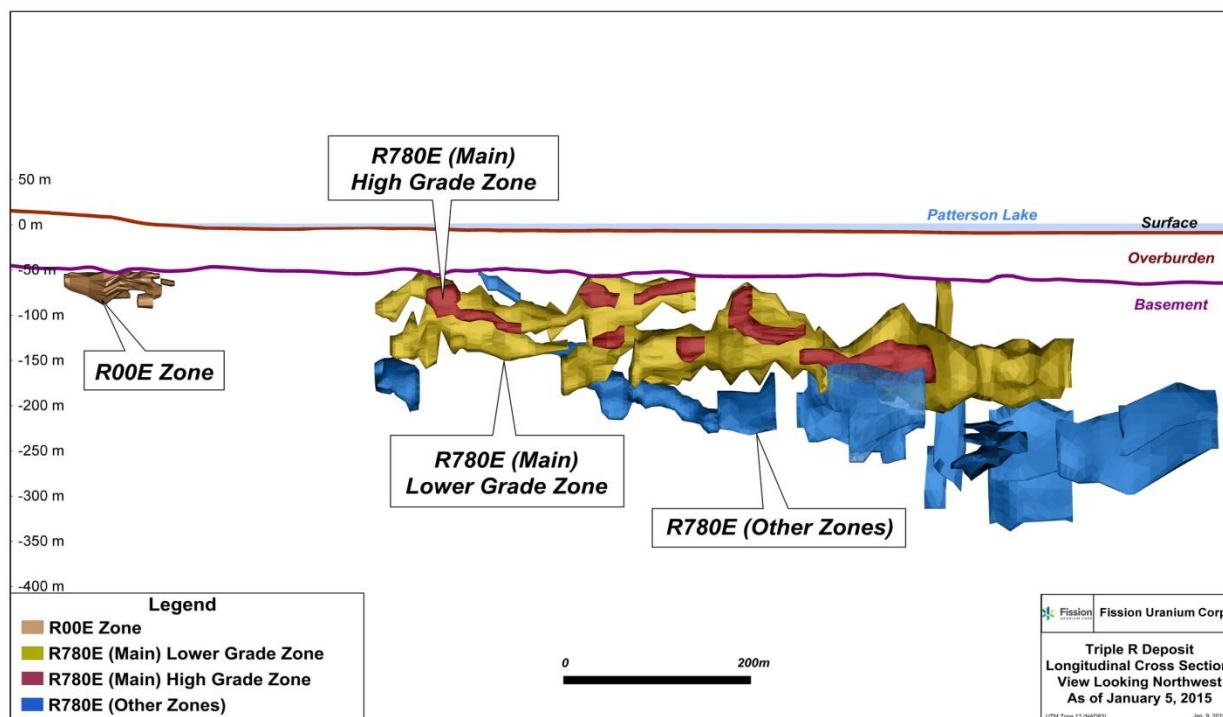 R780E (Main)
High Grade Zone
50 m
0 m
-50 m
-100 m
-150 m
-200 m
-250 m
-300 m
-350 m
-400 m
Patterson Lake
Surface
Overburden
Basement
R00E Zone
R780E (Main)
Lower Grade Zone
R780E (Other Zones)
Legend
R00E Zone
R780E (Main) Lower Grade Zone
R780E (Main) High Grade Zone
R780E (Other Zones)
0 200m
Fission
URANIUM CORP
Fission Uranium Corp
Triple R Deposit
Longitudinal Cross Section
View Looking Northwest
As of January 5, 2015